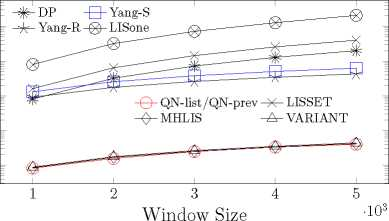 DP Yang-S
Yang-R LISone
QN-list/QN-prev LISSET
MHLIS VARIANT
1 2 3 4 5
·10³
Window Size